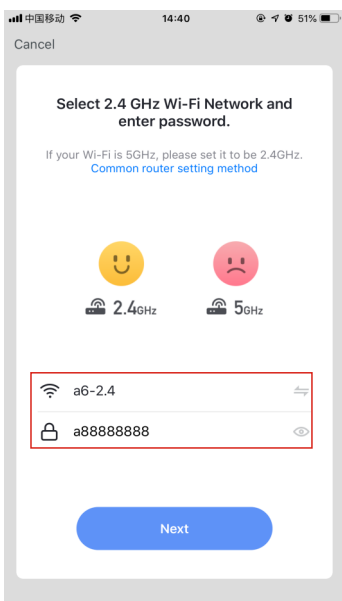 中国移动 14:40 51%
Cancel
Select 2.4 GHz Wi-Fi Network and
enter password.
If your Wi-Fi is 5GHz, please set it to be 2.4GHz.
Common router setting method
2.4GHz 5GHz
a6-2.4
a88888888
Next